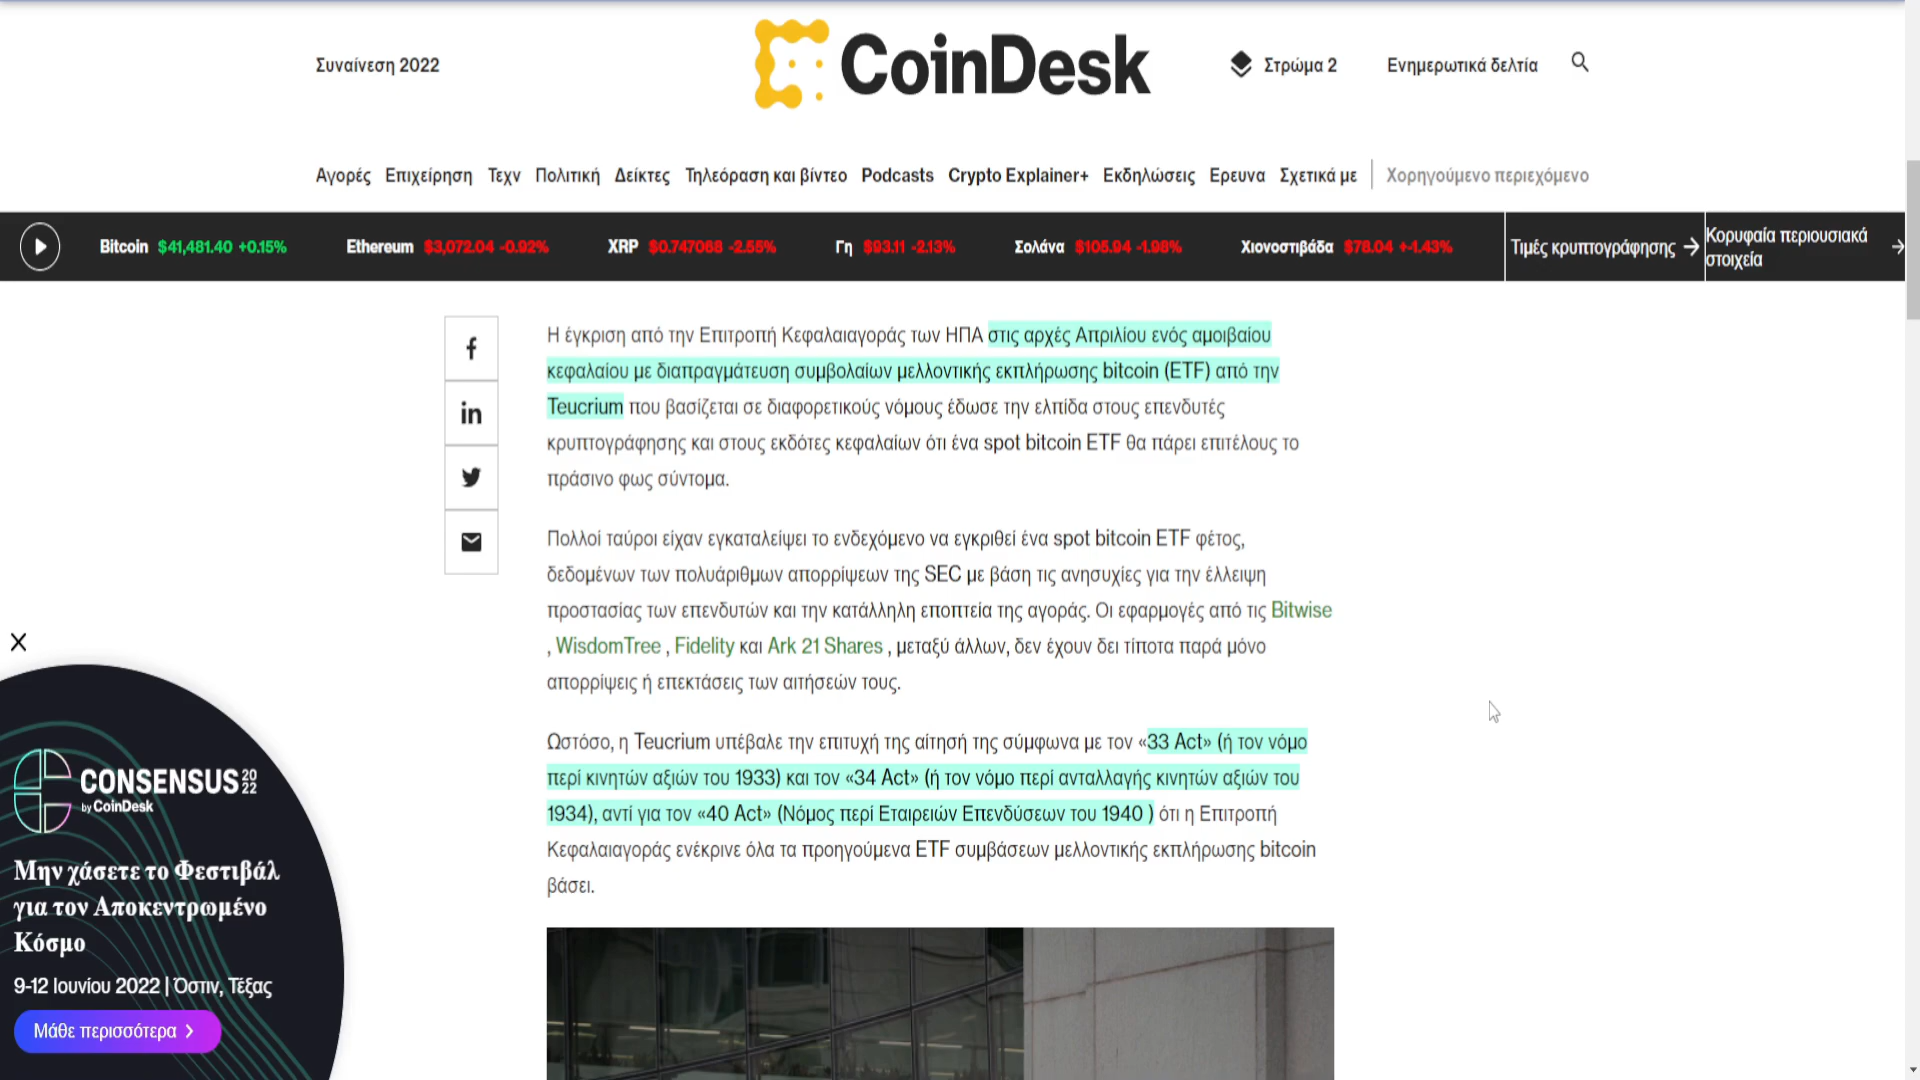 Συναίνεση 2022
CoinDesk
Στρώμα 2
Ενημερωτικά δελτία
Αγορές Επιχείρηση Τεχν Πολιτική Δείκτες Τηλεόραση και βίντεο Podcasts Crypto Explainer+ Εκδηλώσεις Ερευνα Σχετικά με Χορηγούμενο περιεχόμενο
Bitcoin $41,481.40 +0.15% Ethereum $3,072.04 -0.92% XRP $0.747068 -2.55% Γη $93.11 -2.13% Σολάνα $105.94 -1.98% Χιονοστιβάδα $78.04 +-1.43%
Τιμές κρυπτογράφησης
Κορυφαία περιουσιακά
στοιχεία
Η έγκριση από την Επιτροπή Κεφαλαιαγοράς των ΗΠΑ στις αρχές Απριλίου ενός αμοιβαίου
κεφαλαίου με διαπραγμάτευση συμβολαίων μελλοντικής εκπλήρωσης bitcoin (ETF) από την
Teucrium που βασίζεται σε διαφορετικούς νόμους έδωσε την ελπίδα στους επενδυτές
κρυπτογράφησης και στους εκδότες κεφαλαίων ότι ένα spot bitcoin ETF θα πάρει επιτέλους το
πράσινο φως σύντομα.
Πολλοί ταύροι είχαν εγκαταλείψει το ενδεχόμενο να εγκριθεί ένα spot bitcoin ETF φέτος,
δεδομένων των πολυάριθμων απορρίψεων της SEC με βάση τις ανησυχίες για την έλλειψη
προστασίας των επενδυτών και την κατάλληλη εποπτεία της αγοράς. Οι εφαρμογές από τις Bitwise
, WisdomTree , Fidelity και Ark 21 Shares , μεταξύ άλλων, δεν έχουν δει τίποτα παρά μόνο
απορρίψεις ή επεκτάσεις των αιτήσεών τους.
Ωστόσο, η Teucrium υπέβαλε την επιτυχή της αίτησή της σύμφωνα με τον «33 Act» (ή τον νόμο
περί κινητών αξιών του 1933) και τον «34 Act» (ή τον νόμο περί ανταλλαγής κινητών αξιών του
1934), αντί για τον «40 Act» (Νόμος περί Εταιρειών Επενδύσεων του 1940 ) ότι η Επιτροπή
Κεφαλαιαγοράς ενέκρινε όλα τα προηγούμενα ETF συμβάσεων μελλοντικής εκπλήρωσης bitcoin
βάσει.
CONSENSUS 2022
by CoinDesk
Μην χάσετε το Φεστιβάλ
για τον Αποκεντρωμένο
Κόσμο
9-12 Ιουνίου 2022 | Όστιν, Τέξας
Μάθε περισσότερα